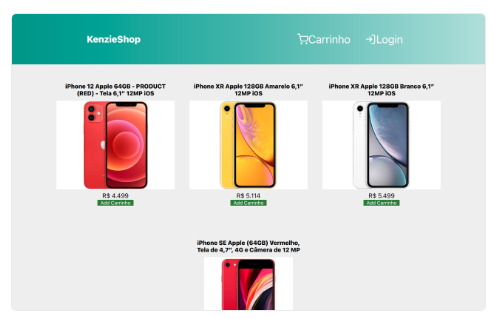 KenzieShop
Carrinho
Login
iPhone 12 Apple 64GB - PRODUCT
(RED) - Tela 6,1" 12MP iOS
iPhone XR Apple 128GB Amarelo 6,1"
12MP iOS
iPhone XR Apple 128GB Branco 6,1"
12MP iOS
R$ 4.499
Add Carrinho
R$ 5.114
Add Carrinho
R$ 5.499
Add Carrinho
iPhone SE Apple (64GB) Vermelho,
Tela de 4,7", 4G e Câmera de 12 MP